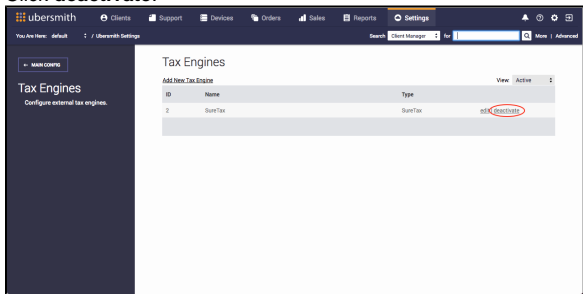 Click deactivate.
ubersmith Clients Support Devices Orders Sales Reports Settings
You Are Here: default / Ubersmith Settings Search Client Manager for More | Advanced
← MAIN CONFIG
Tax Engines
Configure external tax engines.
Tax Engines
Add New Tax Engine View Active
ID Name Type
2 SureTax SureTax edit deactivate